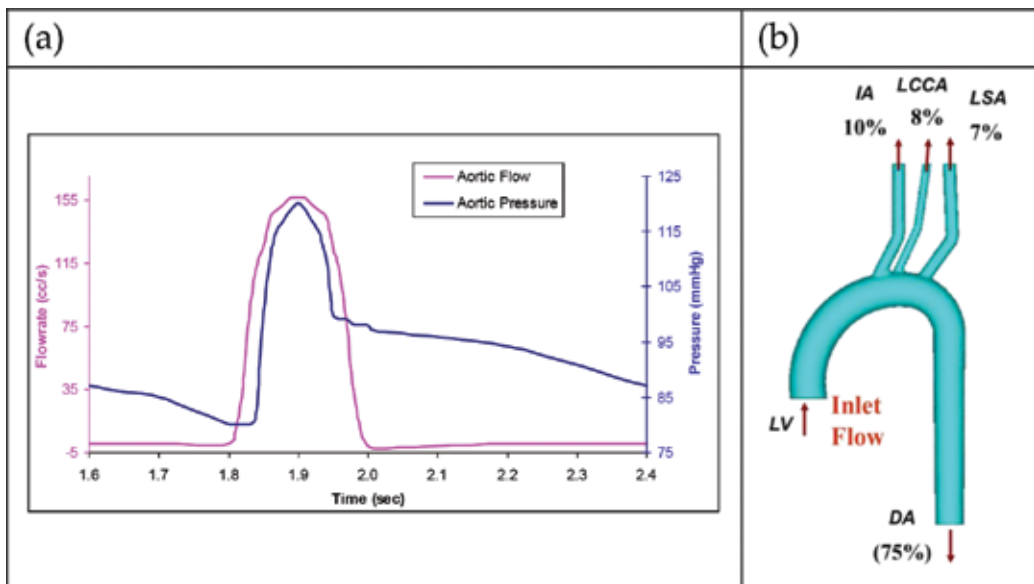 (a)
Aortic Flow
Aortic Pressure
155
115
75
35
-5
Flowrate (cc/s)
125
115
105
95
85
75
Pressure (mmHg)
1.6 1.7 1.8 1.9 2.0 2.1 2.2 2.3 2.4
Time (sec)
(b)
IA
10%
LCCA
8%
LSA
7%
LV
Inlet
Flow
DA
(75%)